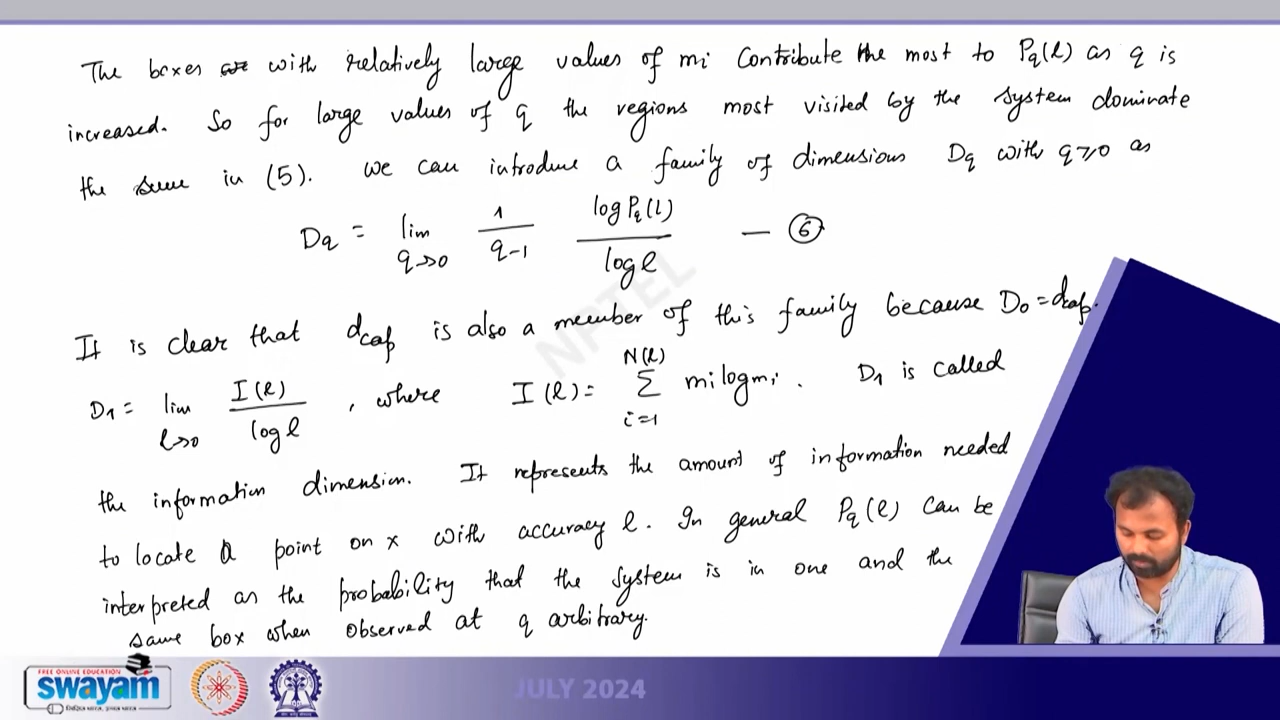 The boxes are with relatively large values of mi Contribute the most to Pq(l) as q is
increased. So for large values of q the regions most visited by the system dominate
the sum in (5). We can introduce a family of dimensions Dq with q≥0 as
Dq = lim q→0 1/(q-1) log Pq(l) / log l — ⑥
It is clear that dcap is also a member of this family because D0 = dcap.
D1 = lim l→0 I(l) / log l , where I(l) = Σ i=1 N(l) mi log mi . D1 is called
the information dimension. It represents the amount of information needed
to locate a point on x with accuracy l. In general Pq(l) can be
interpreted as the probability that the system is in one and the
same box when observed at q arbitrary.
NPTEL
FREE ONLINE EDUCATION
swayam
JULY 2024